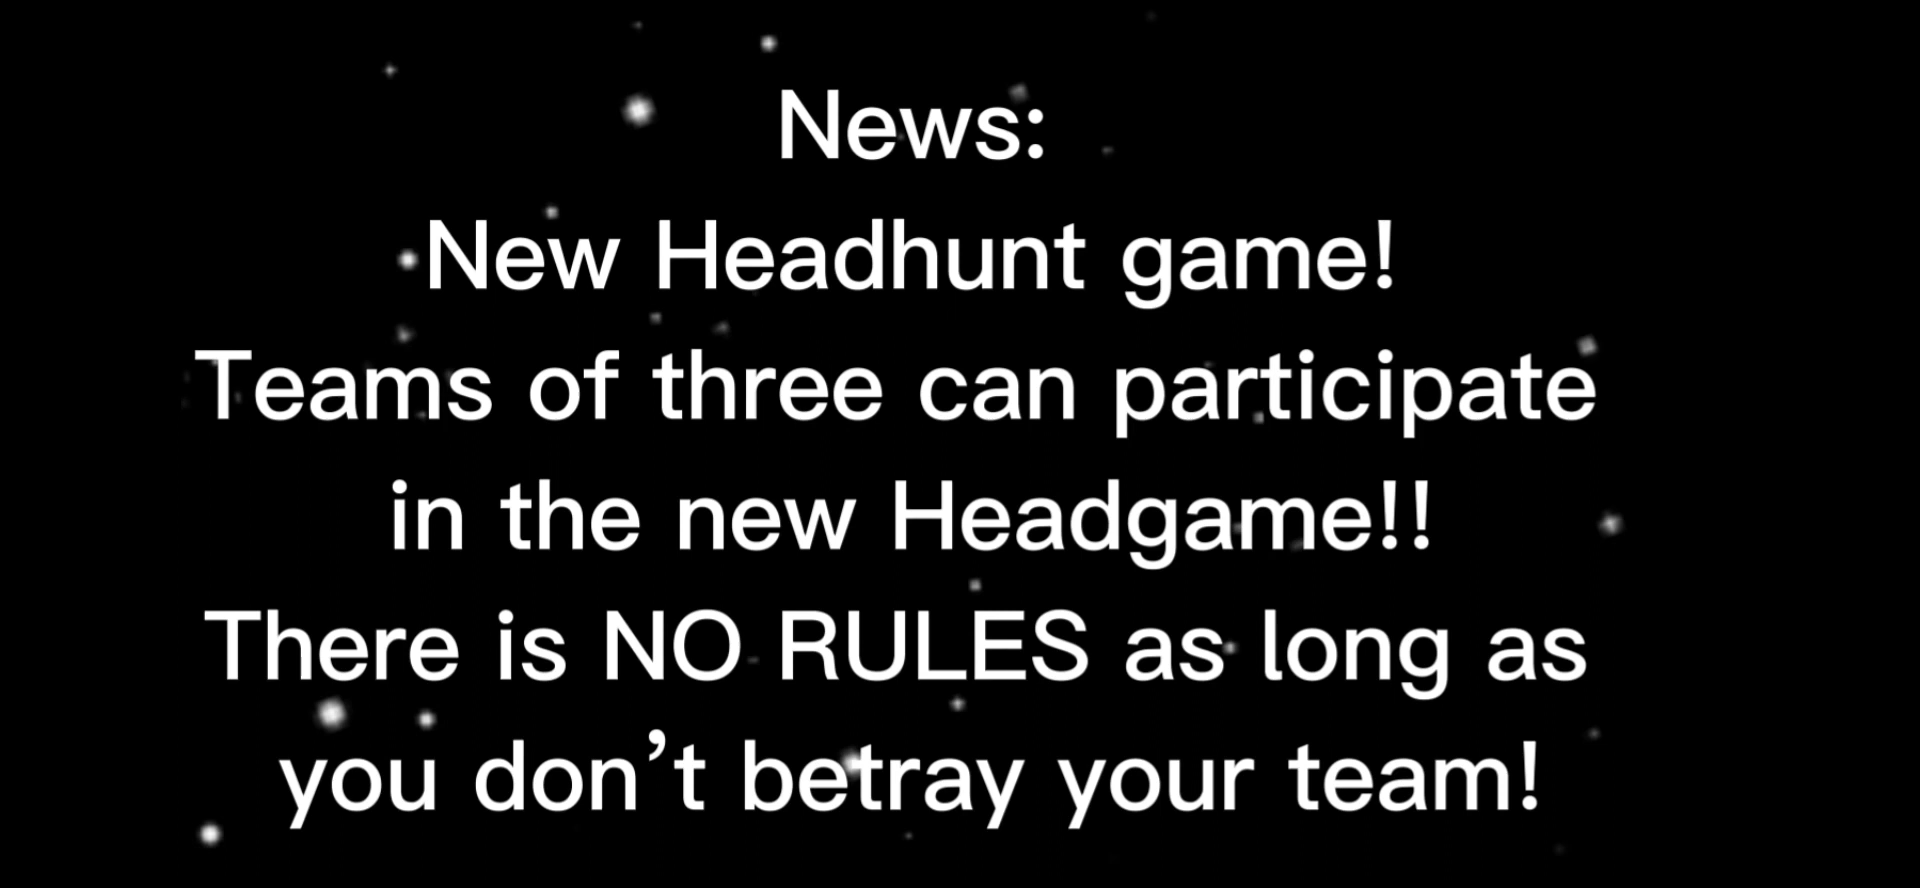 News:
New Headhunt game!
Teams of three can participate
in the new Headgame!!
There is NO RULES as long as
you don’t betray your team!